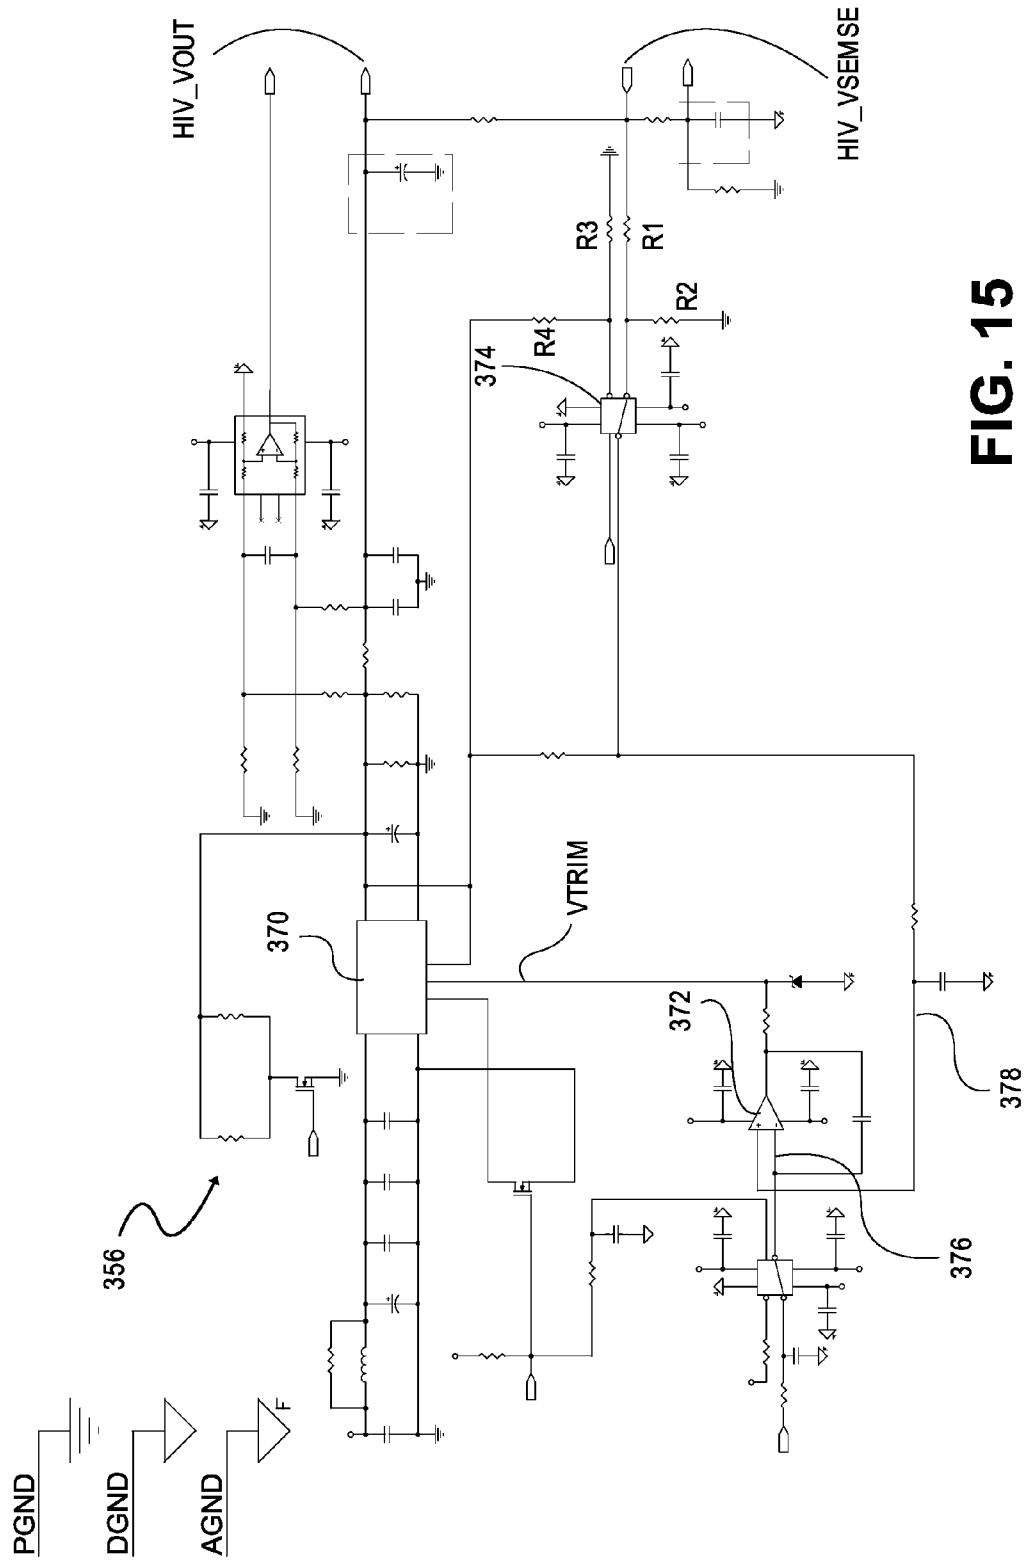 PGND
DGND
AGND
F
356
370
HIV_VOUT
VTRIM
372
374
R4
R3
R1
R2
HIV_VSEMSE
376
378
FIG. 15